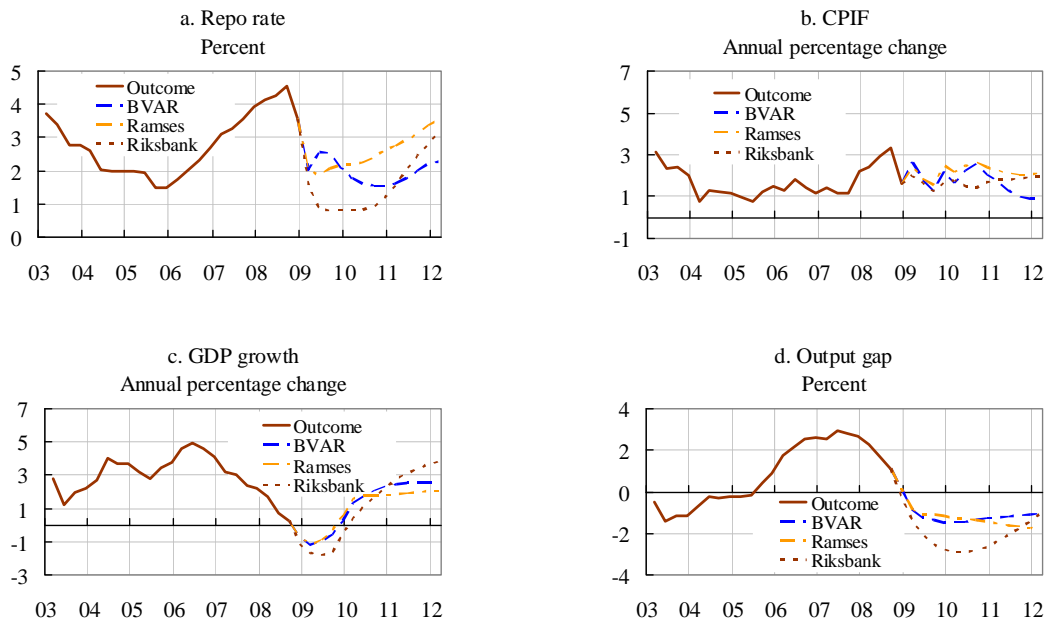 a. Repo rate
Percent
5
4
3
2
1
0
Outcome
BVAR
Ramses
Riksbank
03 04 05 06 07 08 09 10 11 12
b. CPIF
Annual percentage change
7
5
3
1
-1
Outcome
BVAR
Ramses
Riksbank
03 04 05 06 07 08 09 10 11 12
c. GDP growth
Annual percentage change
7
5
3
1
-1
-3
Outcome
BVAR
Ramses
Riksbank
03 04 05 06 07 08 09 10 11 12
d. Output gap
Percent
4
2
0
-2
-4
Outcome
BVAR
Ramses
Riksbank
03 04 05 06 07 08 09 10 11 12